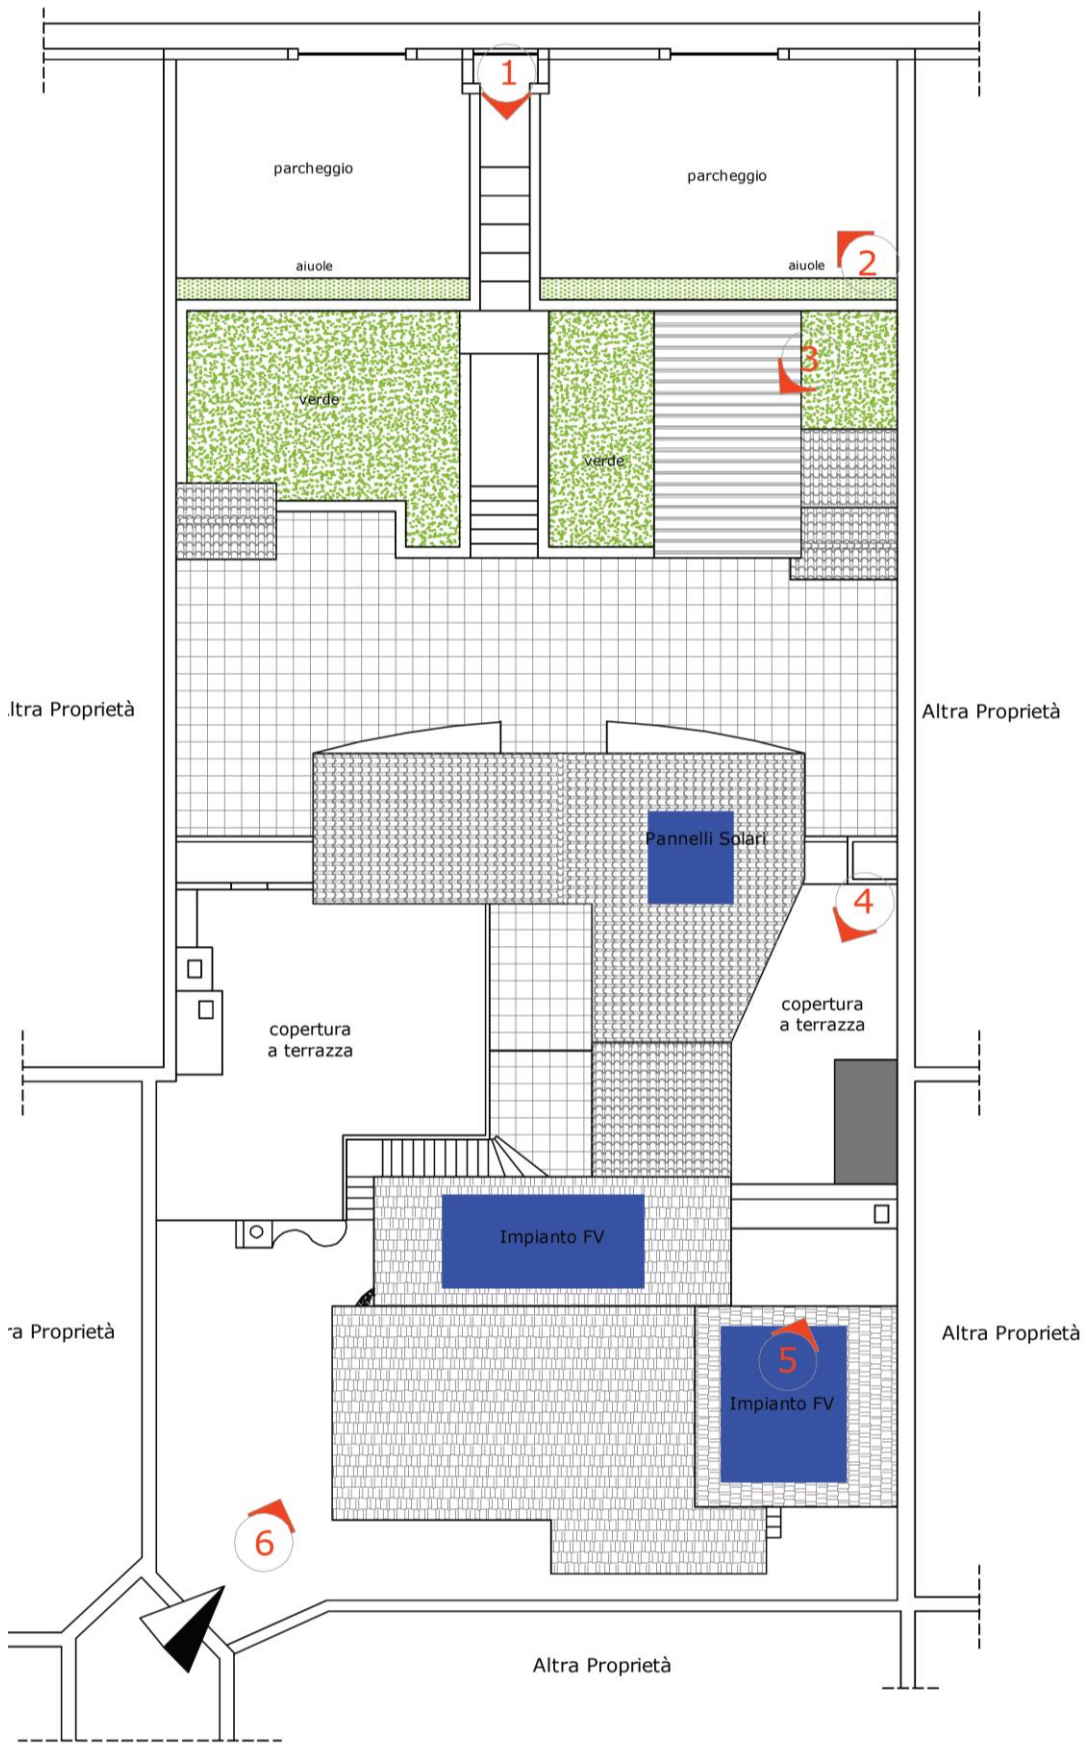 1
parcheggio
parcheggio
aiuole
aiuole
2
3
verde
verde
ltra Proprietà
Altra Proprietà
Pannelli Solari
4
copertura
a terrazza
copertura
a terrazza
Impianto FV
ra Proprietà
Altra Proprietà
5
Impianto FV
6
Altra Proprietà